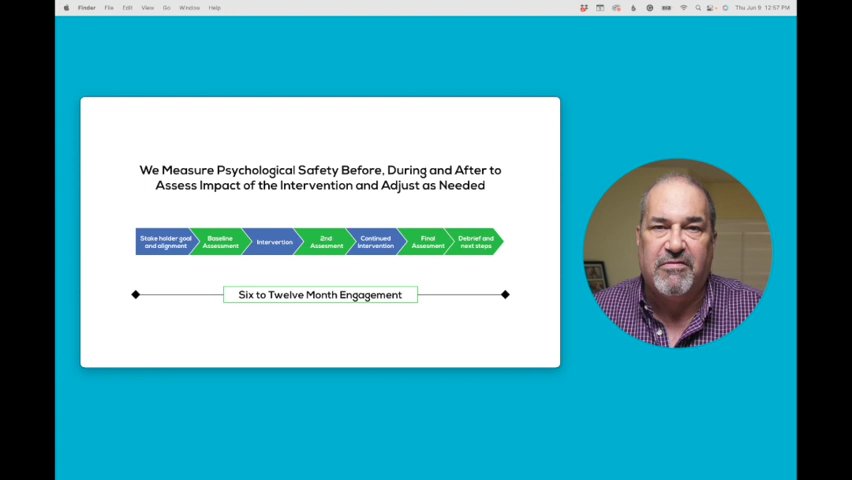 Finder File Edit View Go Window Help Thu Jun 9 12:57 PM
We Measure Psychological Safety Before, During and After to
Assess Impact of the Intervention and Adjust as Needed
Stake holder goal
and alignment
Baseline
Assessment
Intervention
2nd
Assesment
Continued
Intervention
Final
Assesment
Debrief and
next steps
Six to Twelve Month Engagement